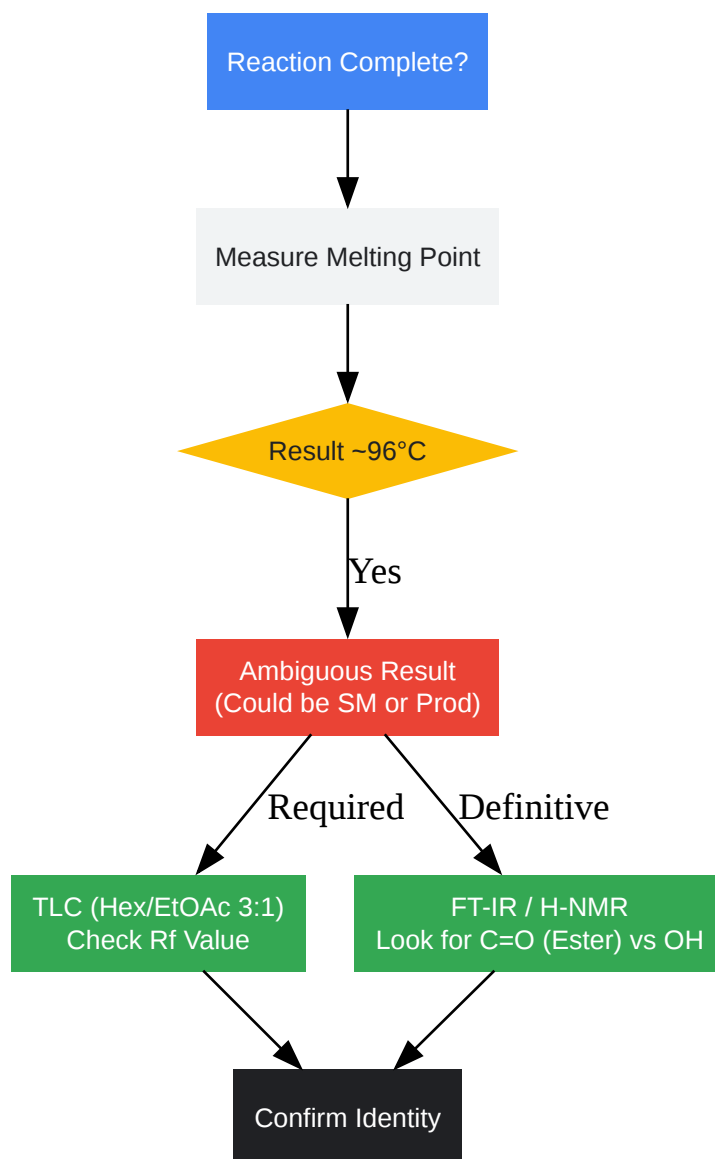 Reaction Complete?
Measure Melting Point
Result ~96°C
Yes
Ambiguous Result
(Could be SM or Prod)
Required
Definitive
TLC (Hex/EtOAc 3:1)
Check Rf Value
FT-IR / H-NMR
Look for C=O (Ester) vs OH
Confirm Identity